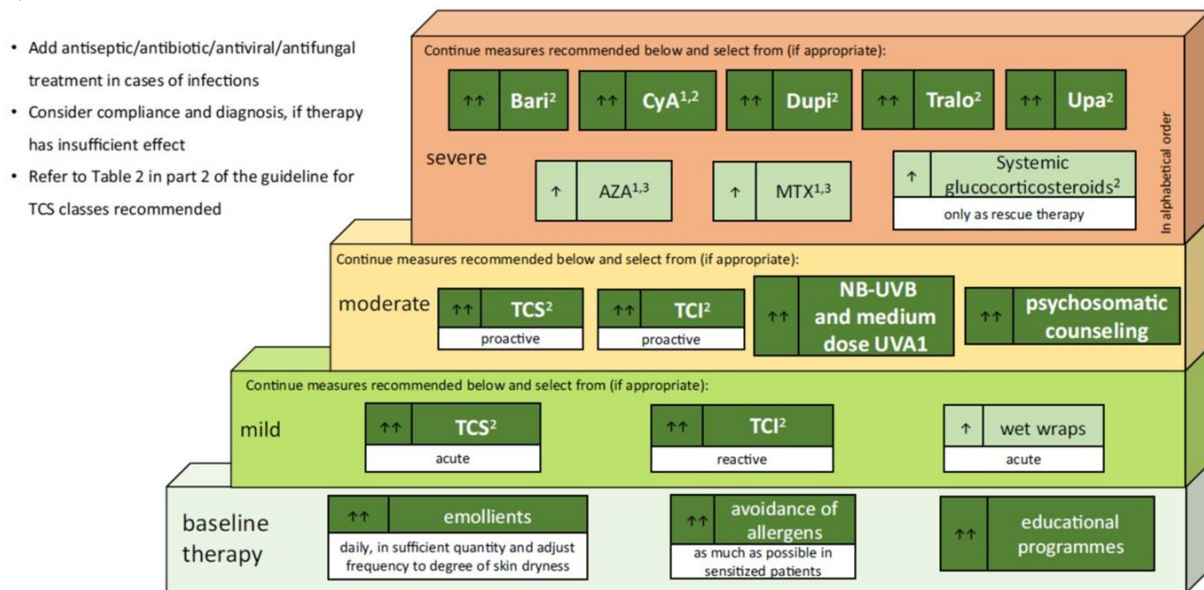 • Add antiseptic/antibiotic/antiviral/antifungal
treatment in cases of infections
• Consider compliance and diagnosis, if therapy
has insufficient effect
• Refer to Table 2 in part 2 of the guideline for
TCS classes recommended
Continue measures recommended below and select from (if appropriate):
↑↑ Bari²
↑↑ CyA¹,²
↑↑ Dupi²
↑↑ Tralo²
↑↑ Upa²
severe
↑ AZA¹,³
↑ MTX¹,³
↑ Systemic
glucocorticosteroids²
only as rescue therapy
In alphabetical order
Continue measures recommended below and select from (if appropriate):
moderate
↑↑ TCS²
proactive
↑↑ TCI²
proactive
↑↑ NB-UVB
and medium
dose UVA1
↑↑ psychosomatic
counseling
Continue measures recommended below and select from (if appropriate):
mild
↑↑ TCS²
acute
↑↑ TCI²
reactive
↑ wet wraps
acute
baseline
therapy
↑↑ emollients
daily, in sufficient quantity and adjust
frequency to degree of skin dryness
↑↑ avoidance of
allergens
as much as possible in
sensitized patients
↑↑ educational
programmes